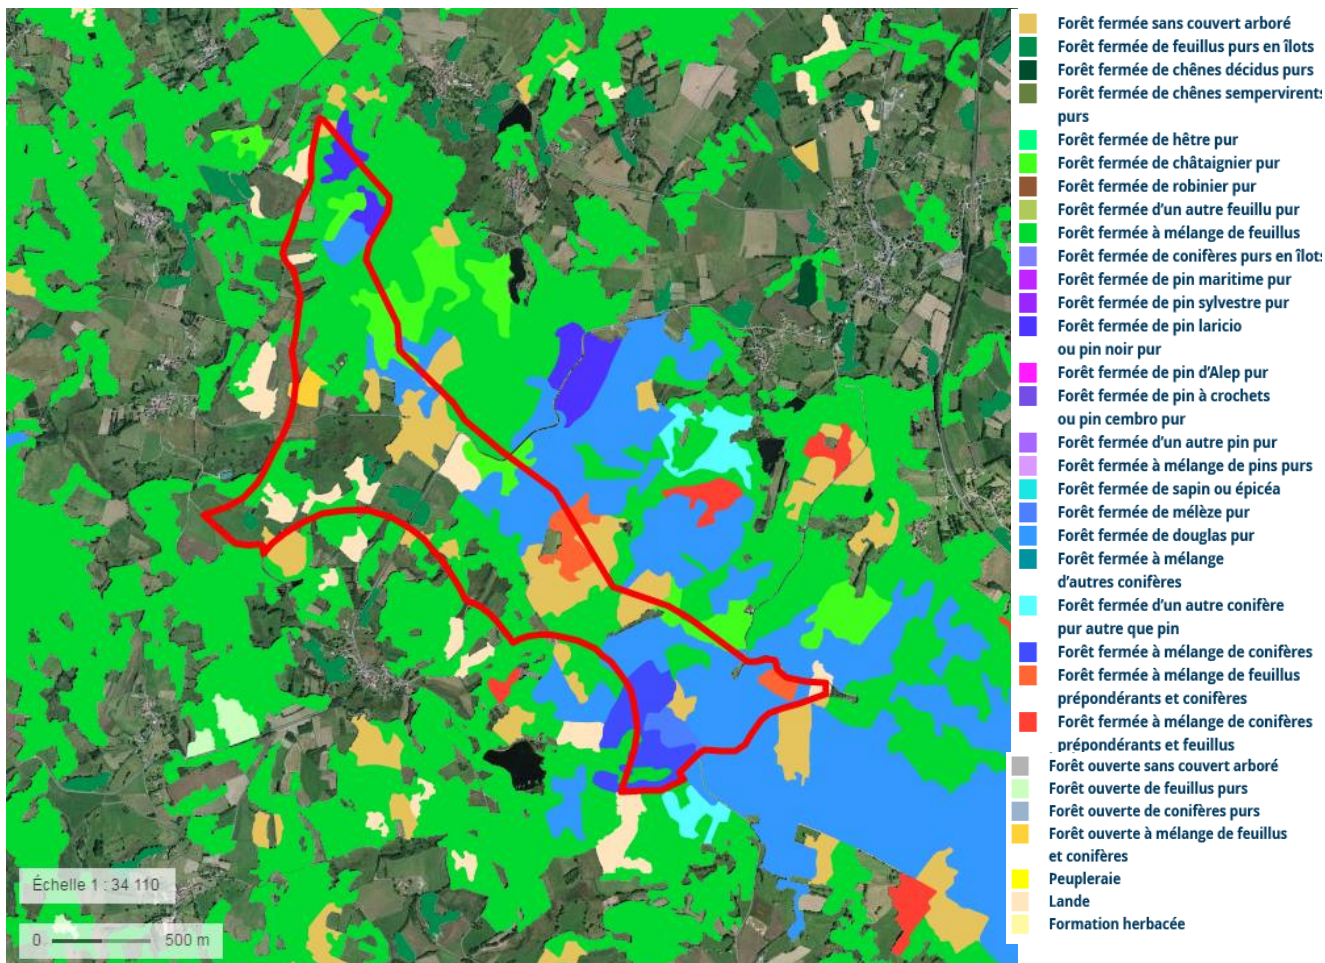 Forêt fermée sans couvert arboré
Forêt fermée de feuillus purs en îlots
Forêt fermée de chênes décidus purs
Forêt fermée de chênes sempervirents
purs
Forêt fermée de hêtre pur
Forêt fermée de châtaignier pur
Forêt fermée de robinier pur
Forêt fermée d'un autre feuillu pur
Forêt fermée à mélange de feuillus
Forêt fermée de conifères purs en îlots
Forêt fermée de pin maritime pur
Forêt fermée de pin sylvestre pur
Forêt fermée de pin laricio
ou pin noir pur
Forêt fermée de pin d'Alep pur
Forêt fermée de pin à crochets
ou pin cembro pur
Forêt fermée d'un autre pin pur
Forêt fermée à mélange de pins purs
Forêt fermée de sapin ou épicéa
Forêt fermée de mélèze pur
Forêt fermée de douglas pur
Forêt fermée à mélange
d'autres conifères
Forêt fermée d'un autre conifère
pur autre que pin
Forêt fermée à mélange de conifères
Forêt fermée à mélange de feuillus
prépondérants et conifères
Forêt fermée à mélange de conifères
prépondérants et feuillus
Forêt ouverte sans couvert arboré
Forêt ouverte de feuillus purs
Forêt ouverte de conifères purs
Forêt ouverte à mélange de feuillus
et conifères
Peupleraie
Lande
Formation herbacée
Échelle 1 : 34 110
0 500 m